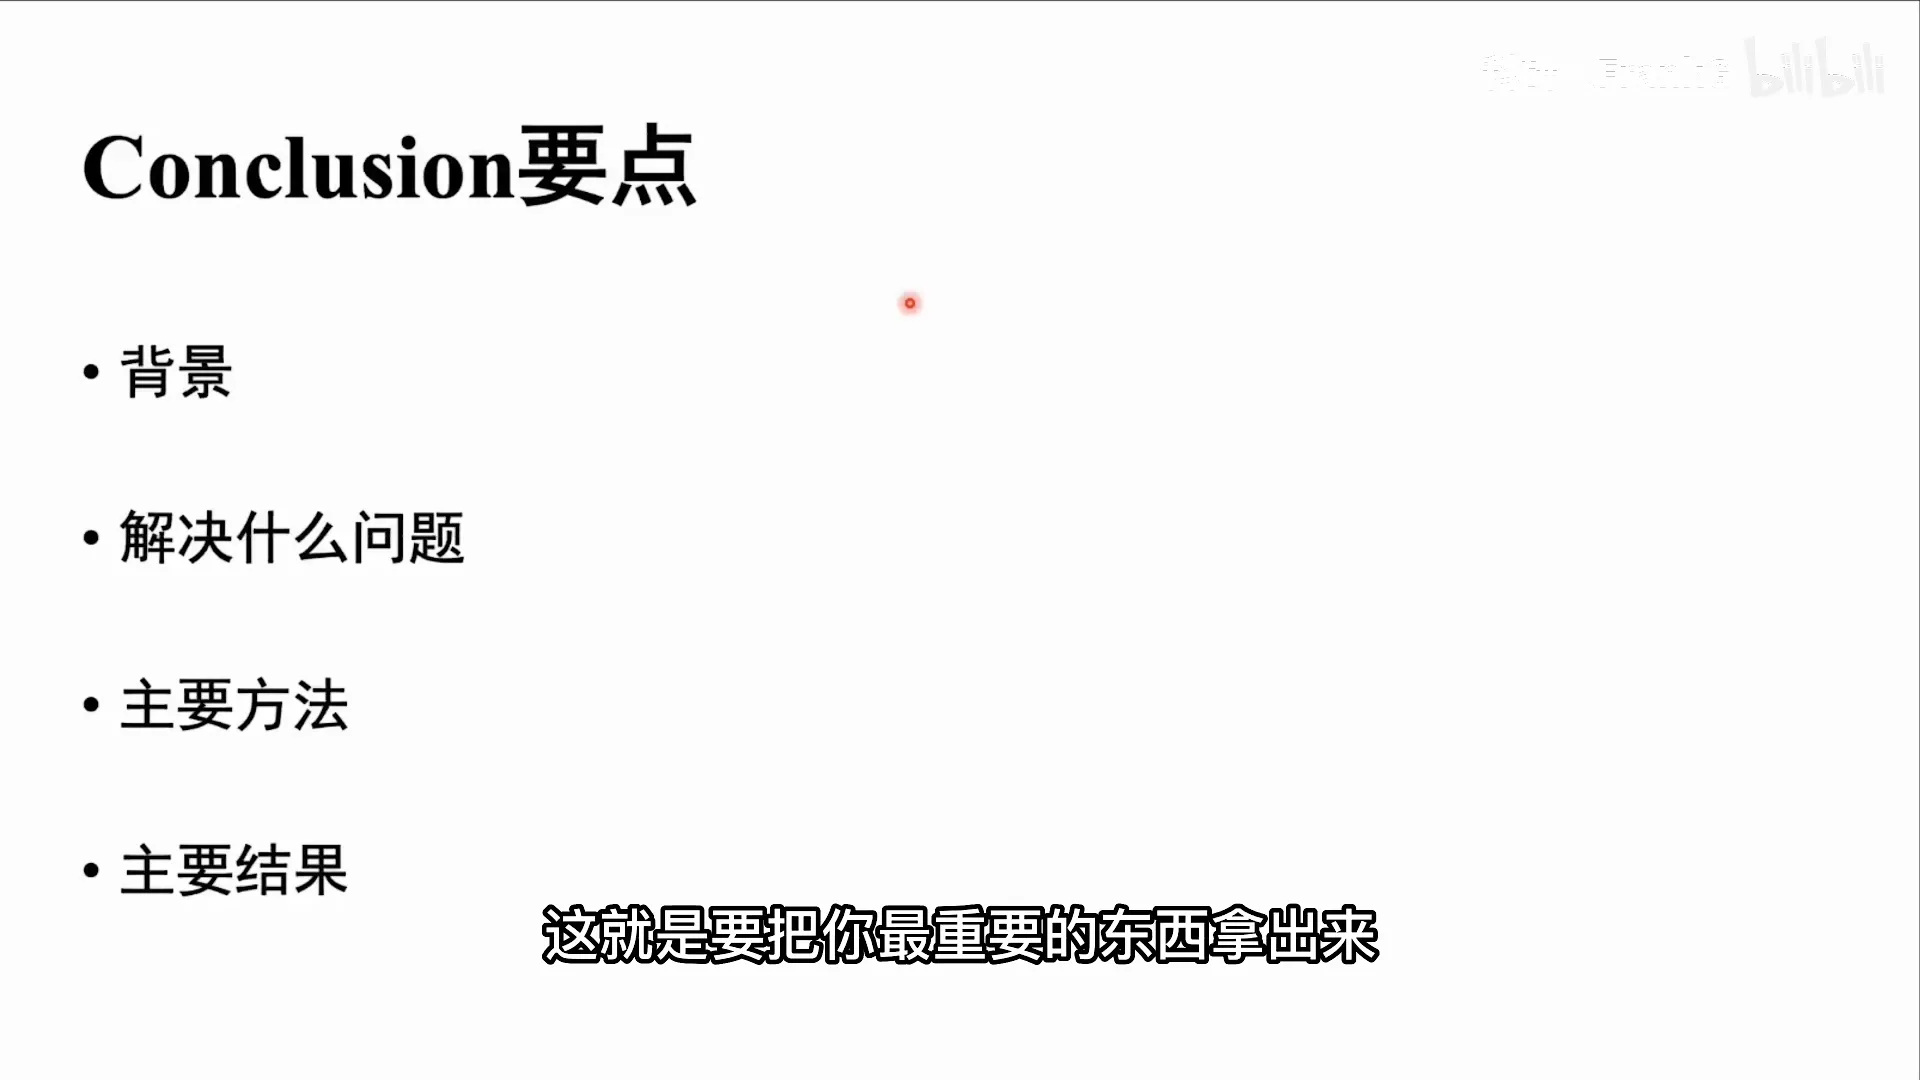 bilibili
Conclusion要点
• 背景
• 解决什么问题
• 主要方法
• 主要结果
这就是要把你最重要的东西拿出来